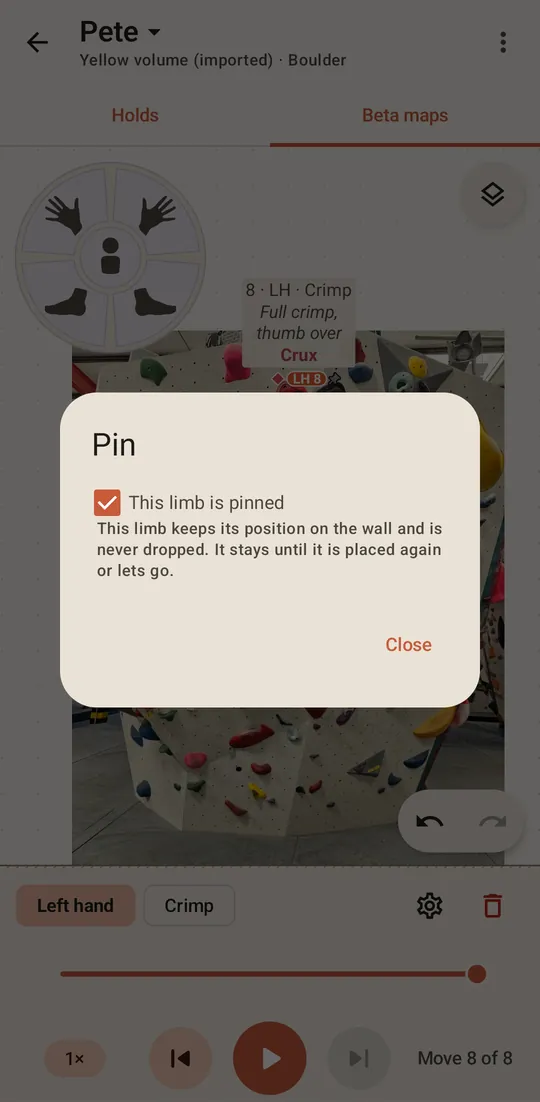 Pete
Yellow volume (imported) · Boulder
Holds
Beta maps
8 · LH · Crimp
Full crimp,
thumb over
Crux
LH 8
Pin
This limb is pinned
This limb keeps its position on the wall and is
never dropped. It stays until it is placed again
or lets go.
Close
Left hand
Crimp
1×
Move 8 of 8